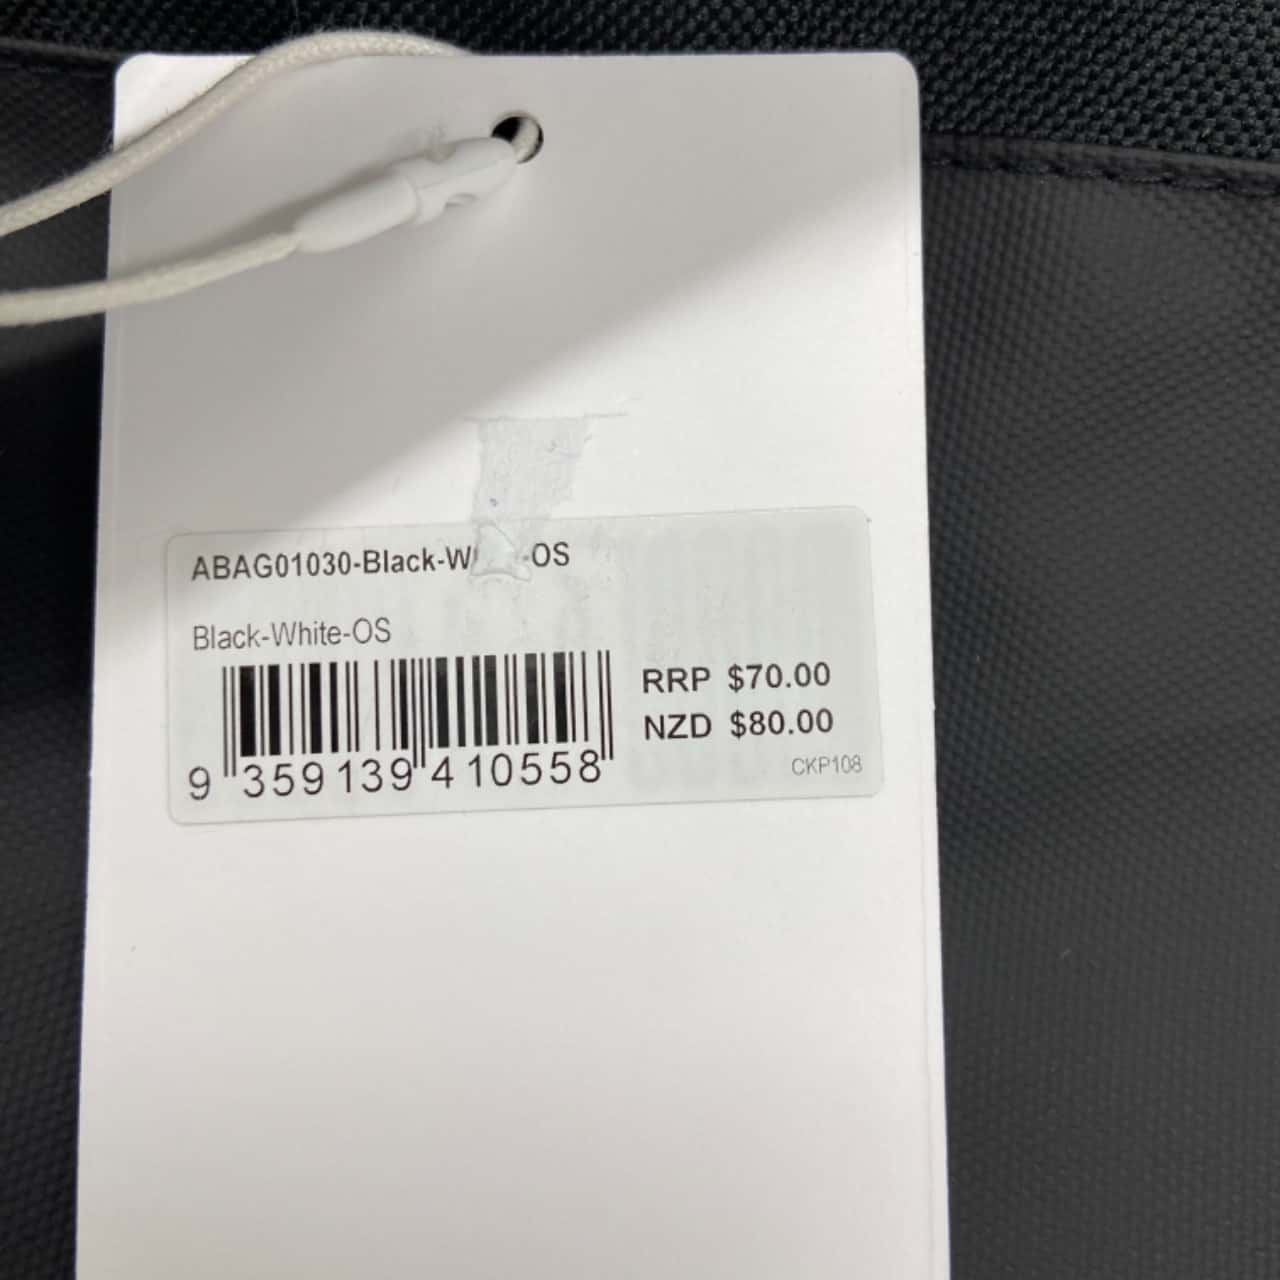 ABAG01030-Black-W -OS
Black-White-OS
RRP $70.00
NZD $80.00
9 359139 410558
CKP108